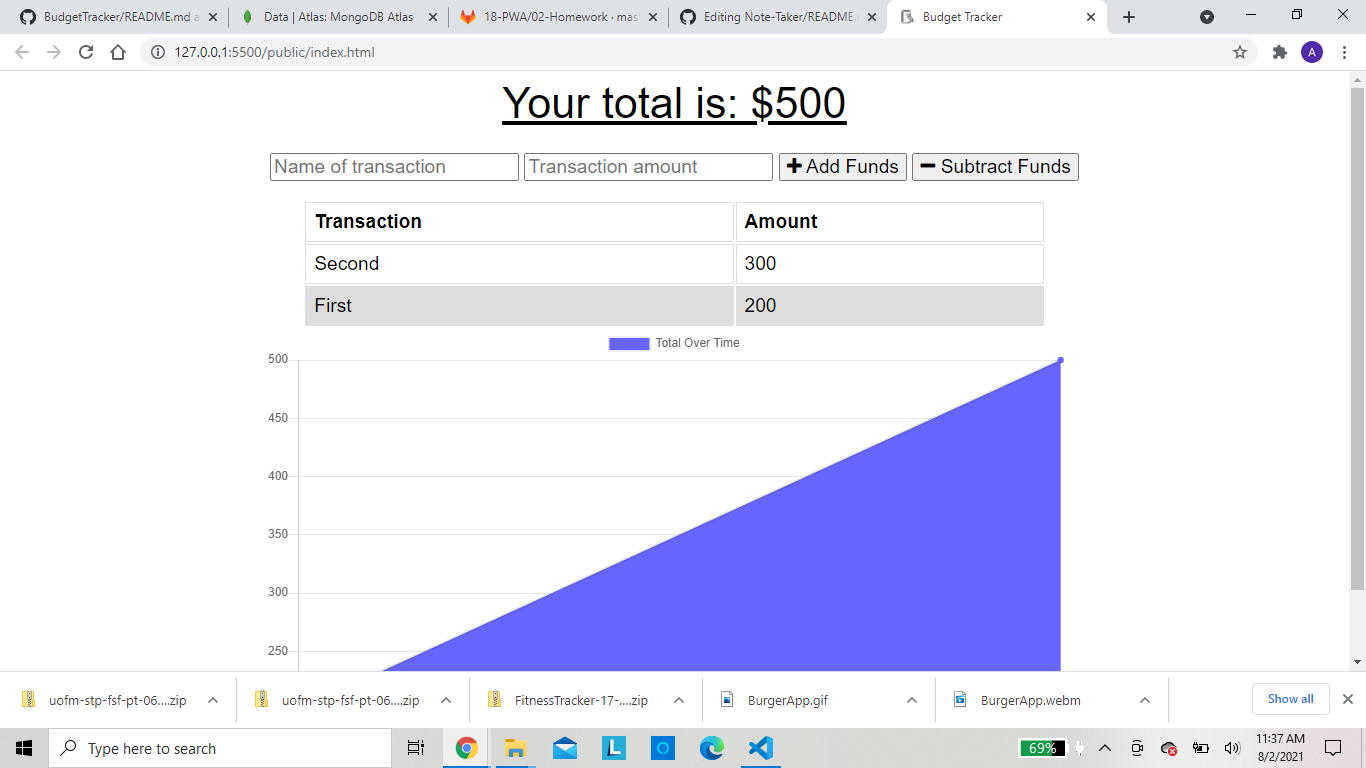 BudgetTracker/README.md a
Data | Atlas: MongoDB Atlas
18-PWA/02-Homework · mas
Editing Note-Taker/README.
Budget Tracker
127.0.0.1:5500/public/index.html
A
Your total is: $500
Name of transaction Transaction amount Add Funds Subtract Funds
Transaction Amount
Second 300
First 200
Total Over Time
500
450
400
350
300
250
uofm-stp-fsf-pt-06....zip
uofm-stp-fsf-pt-06....zip
FitnessTracker-17-....zip
BurgerApp.gif
BurgerApp.webm
Show all
Type here to search
L
69%
11:37 AM
8/2/2021